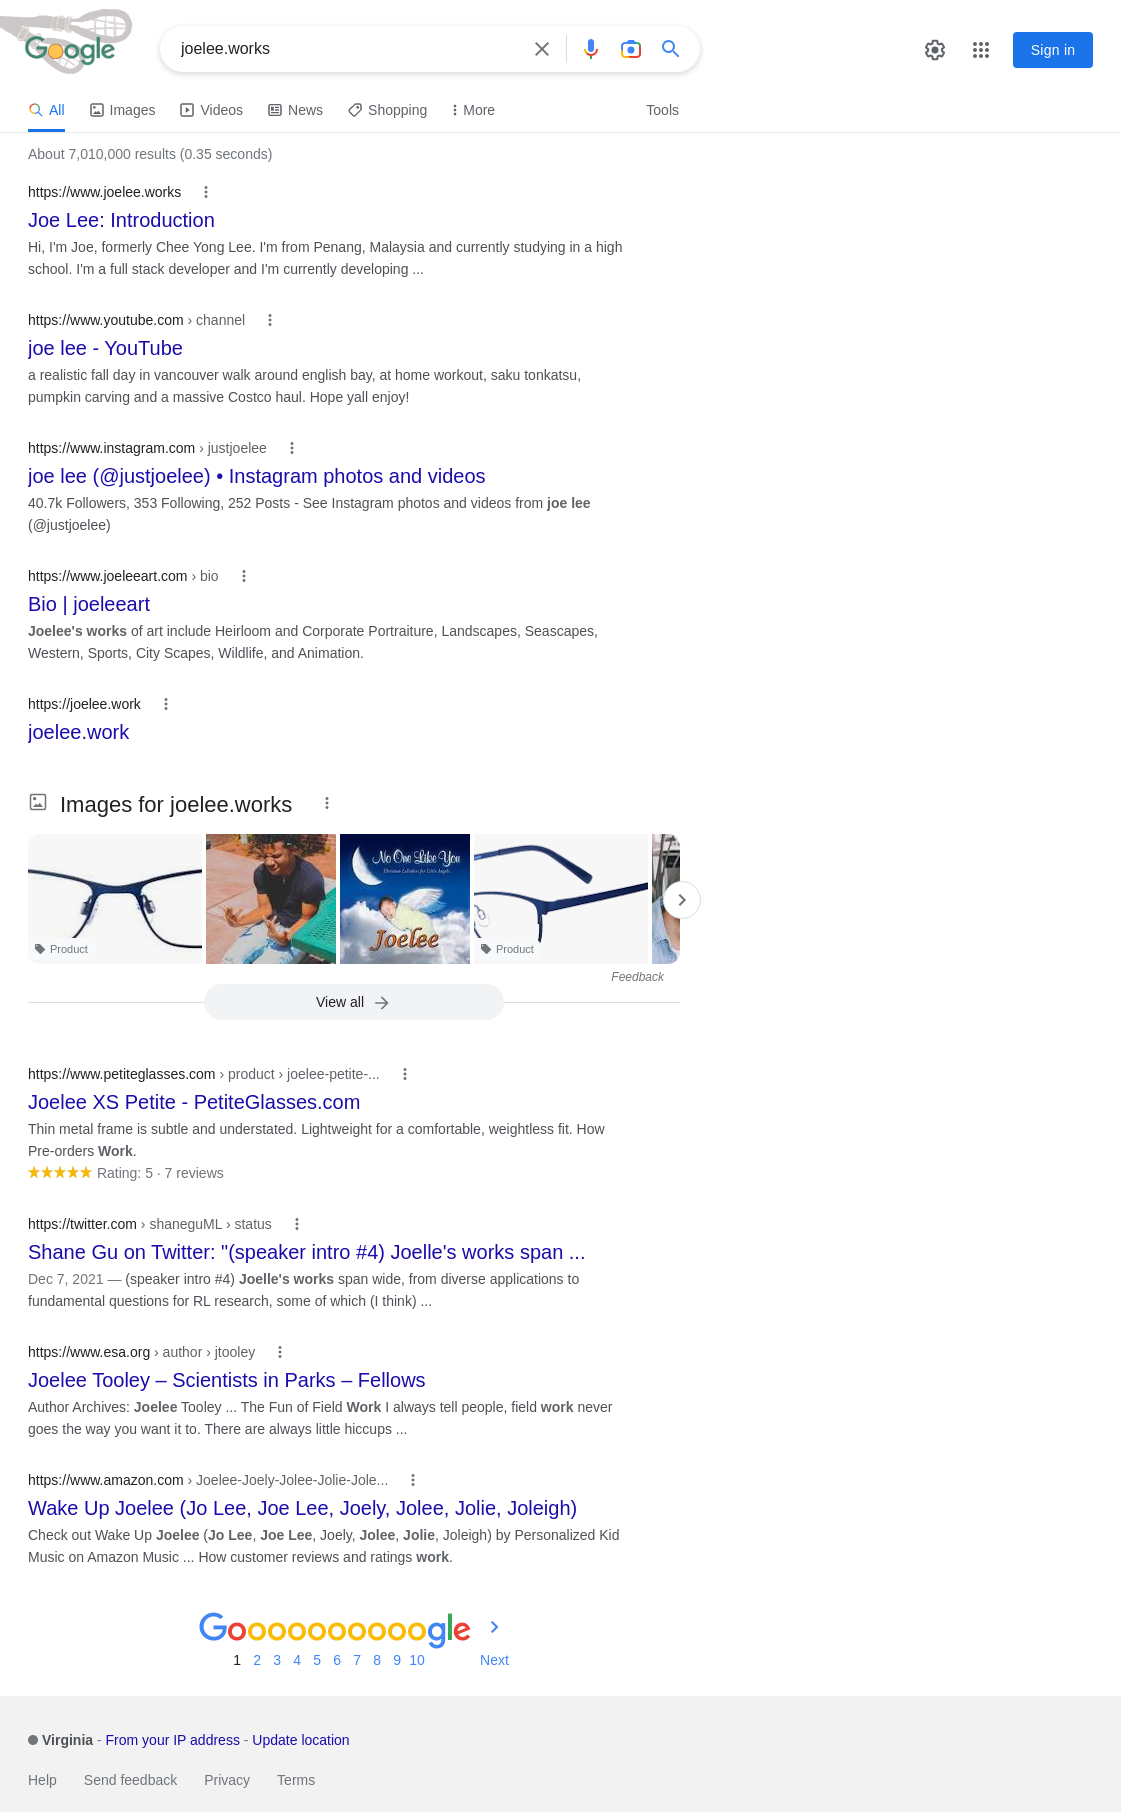 Google
joelee.works
Sign in
All Images Videos News Shopping More Tools
About 7,010,000 results (0.35 seconds)
https://www.joelee.works
Joe Lee: Introduction
Hi, I'm Joe, formerly Chee Yong Lee. I'm from Penang, Malaysia and currently studying in a high
school. I'm a full stack developer and I'm currently developing ...
https://www.youtube.com › channel
joe lee - YouTube
a realistic fall day in vancouver walk around english bay, at home workout, saku tonkatsu,
pumpkin carving and a massive Costco haul. Hope yall enjoy!
https://www.instagram.com › justjoelee
joe lee (@justjoelee) • Instagram photos and videos
40.7k Followers, 353 Following, 252 Posts - See Instagram photos and videos from joe lee
(@justjoelee)
https://www.joeleeart.com › bio
Bio | joeleeart
Joelee's works of art include Heirloom and Corporate Portraiture, Landscapes, Seascapes,
Western, Sports, City Scapes, Wildlife, and Animation.
https://joelee.work
joelee.work
Images for joelee.works
No One Like You
Christian Lullabies for Little Angels
Joelee
Product
Product
Feedback
View all
https://www.petiteglasses.com › product › joelee-petite-...
Joelee XS Petite - PetiteGlasses.com
Thin metal frame is subtle and understated. Lightweight for a comfortable, weightless fit. How
Pre-orders Work.
Rating: 5 · 7 reviews
https://twitter.com › shaneguML › status
Shane Gu on Twitter: "(speaker intro #4) Joelle's works span ...
Dec 7, 2021 — (speaker intro #4) Joelle's works span wide, from diverse applications to
fundamental questions for RL research, some of which (I think) ...
https://www.esa.org › author › jtooley
Joelee Tooley – Scientists in Parks – Fellows
Author Archives: Joelee Tooley ... The Fun of Field Work I always tell people, field work never
goes the way you want it to. There are always little hiccups ...
https://www.amazon.com › Joelee-Joely-Jolee-Jolie-Jole...
Wake Up Joelee (Jo Lee, Joe Lee, Joely, Jolee, Jolie, Joleigh)
Check out Wake Up Joelee (Jo Lee, Joe Lee, Joely, Jolee, Jolie, Joleigh) by Personalized Kid
Music on Amazon Music ... How customer reviews and ratings work.
Goooooooooogle
1 2 3 4 5 6 7 8 9 10 Next
Virginia - From your IP address - Update location
Help Send feedback Privacy Terms